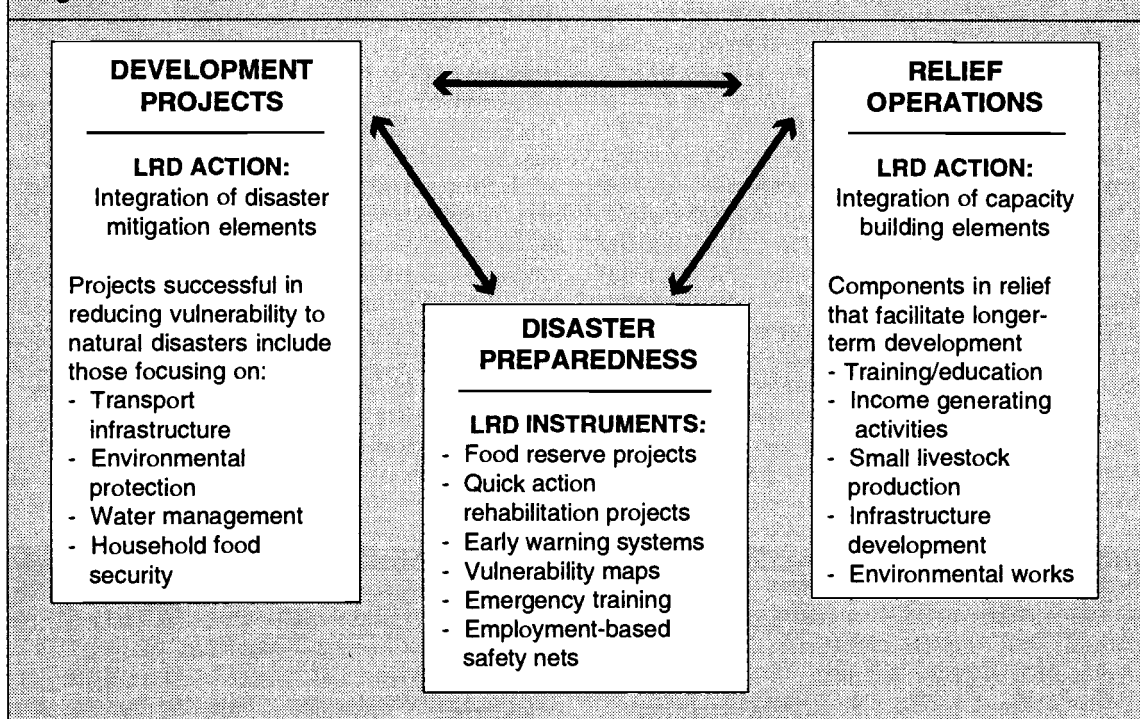 DEVELOPMENT
PROJECTS
LRD ACTION:
Integration of disaster
mitigation elements
Projects successful in
reducing vulnerability to
natural disasters include
those focusing on:
- Transport
infrastructure
- Environmental
protection
- Water management
- Household food
security
DISASTER
PREPAREDNESS
LRD INSTRUMENTS:
- Food reserve projects
- Quick action
rehabilitation projects
- Early warning systems
- Vulnerability maps
- Emergency training
- Employment-based
safety nets
RELIEF
OPERATIONS
LRD ACTION:
Integration of capacity
building elements
Components in relief
that facilitate longer-
term development
- Training/education
- Income generating
activities
- Small livestock
production
- Infrastructure
development
- Environmental works